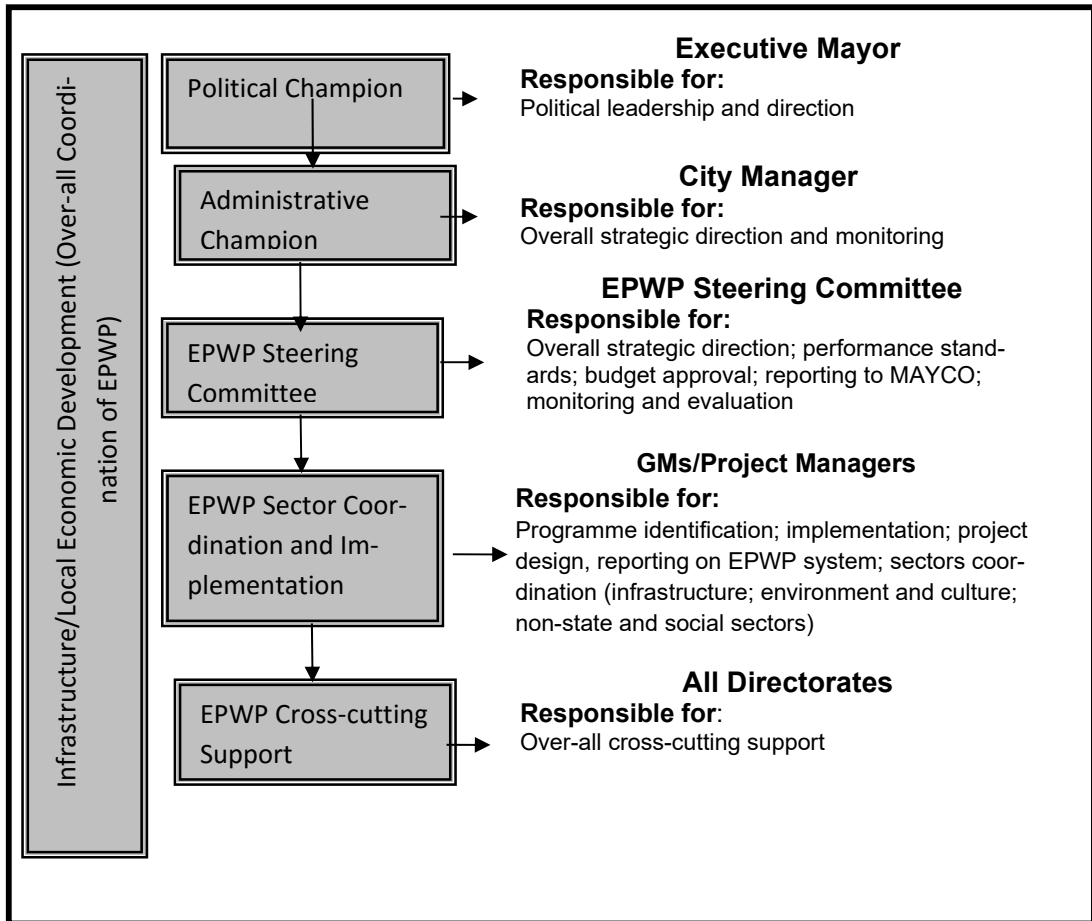 Infrastructure/Local Economic Development (Over-all Coordi-
nation of EPWP)
Political Champion
Executive Mayor
Responsible for:
Political leadership and direction
Administrative
Champion
City Manager
Responsible for:
Overall strategic direction and monitoring
EPWP Steering
Committee
EPWP Steering Committee
Responsible for:
Overall strategic direction; performance stand-
ards; budget approval; reporting to MAYCO;
monitoring and evaluation
EPWP Sector Coor-
dination and Im-
plementation
GMs/Project Managers
Responsible for:
Programme identification; implementation; project
design, reporting on EPWP system; sectors coor-
dination (infrastructure; environment and culture;
non-state and social sectors)
EPWP Cross-cutting
Support
All Directorates
Responsible for:
Over-all cross-cutting support